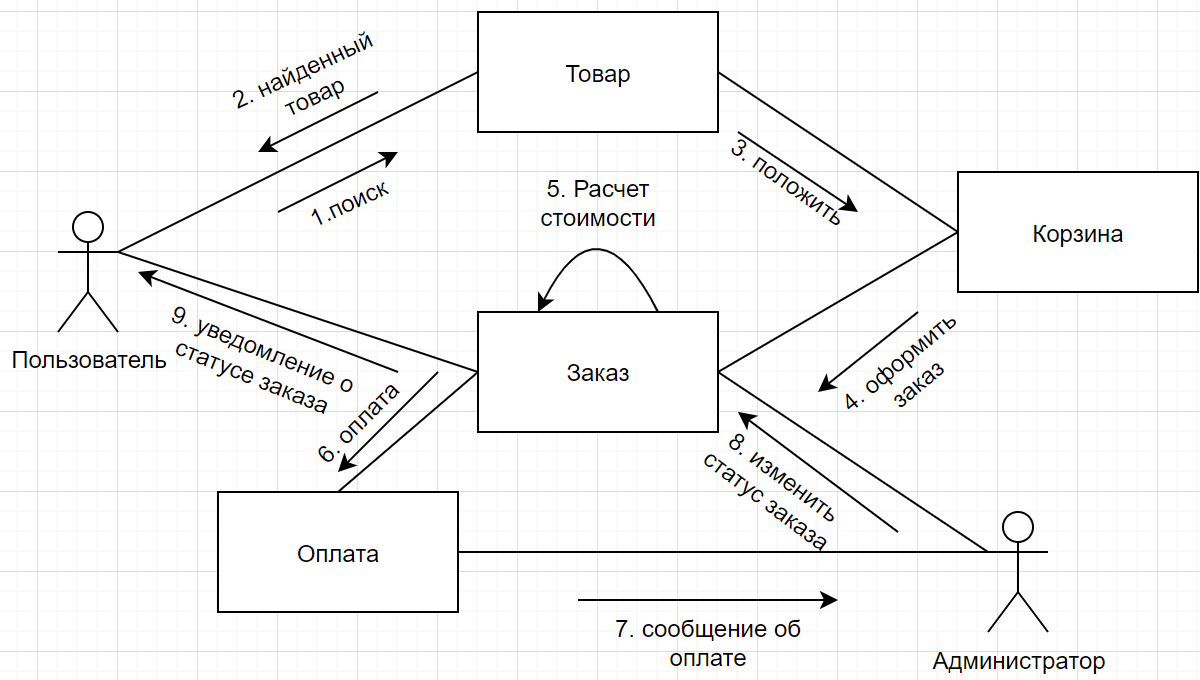 2. найденный
товар
Товар
1.поиск
3. положить
5. Расчет
стоимости
Корзина
Пользователь
9. уведомление о
статусе заказа
Заказ
4. оформить
заказ
6. оплата
8. изменить
статус заказа
Оплата
7. сообщение об
оплате
Администратор